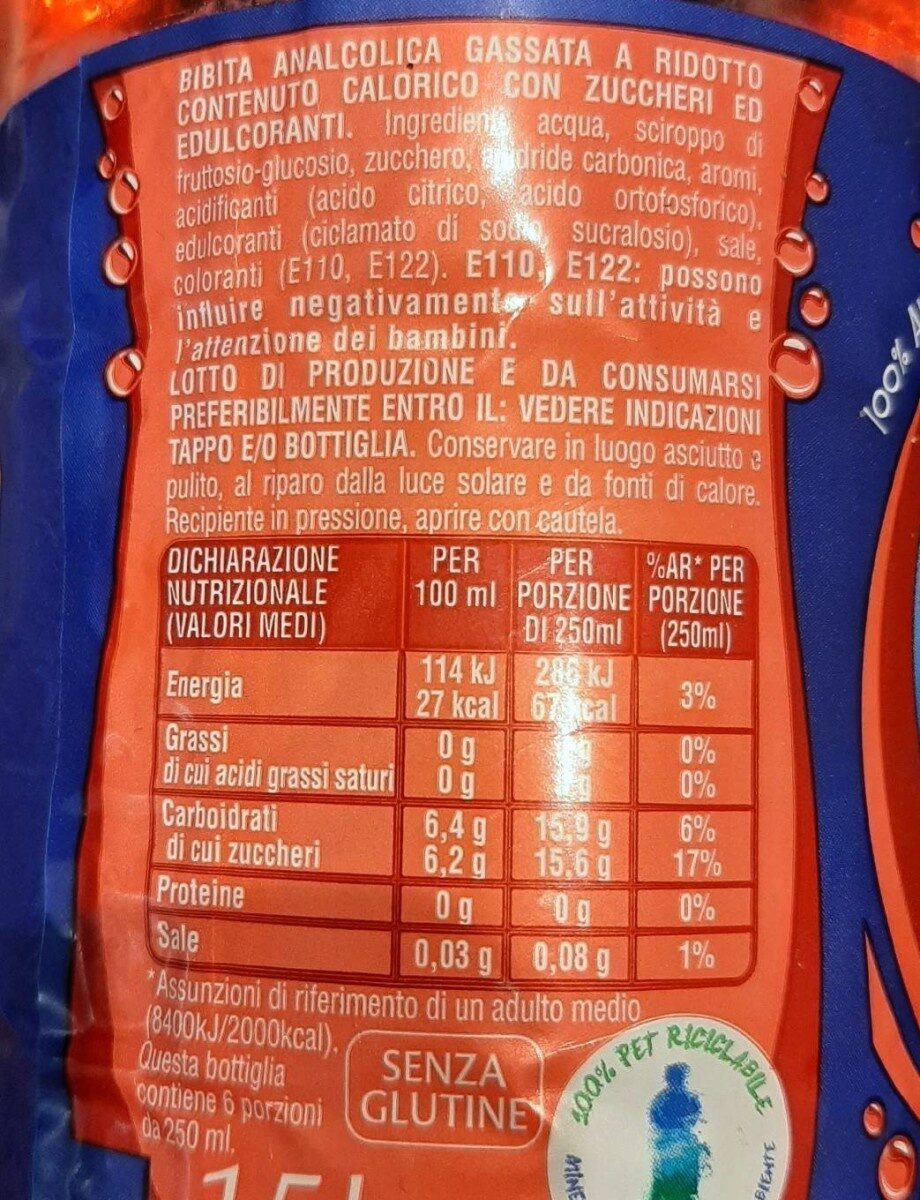 BIBITA ANALCOLICA GASSATA A RIDOTTO
CONTENUTO CALORICO CON ZUCCHERI ED
EDULCORANTI. acqua, sciroppo di
fruttosio-glucosio, zucchero, carbonica, aromi,
acidificanti (acido citrico, acido ortofosforico),
edulcoranti (ciclamato di sucralosio), sale,
coloranti (E110, E122). E110, E122: possono
influire negativamente sull'attività e
l'attenzione dei bambini.
LOTTO DI PRODUZIONE E DA CONSUMARSI
PREFERIBILMENTE ENTRO IL: VEDERE INDICAZIONI
TAPPO E/O BOTTIGLIA. Conservare in luogo asciutto e
pulito, al riparo dalla luce solare e da fonti di calore.
Recipiente in pressione, aprire con cautela.
DICHIARAZIONE PER PER %AR* PER
NUTRIZIONALE 100 ml PORZIONE PORZIONE
(VALORI MEDI) DI 250ml (250ml)
Energia 114 kJ kJ 3%
27 kcal
Grassi 0 g 0%
di cui acidi grassi saturi 0 g 0%
Carboidrati 6,4 g 15,9 g 6%
di cui zuccheri 6,2 g 15,6 g 17%
Proteine 0 g 0 g 0%
Sale 0,03 g 0,08 g 1%
*Assunzioni di riferimento di un adulto medio
(8400kJ/2000kcal).
Questa bottiglia
contiene 6 porzioni
da 250 ml.
SENZA
GLUTINE
100% PET RICICLABILE
100%